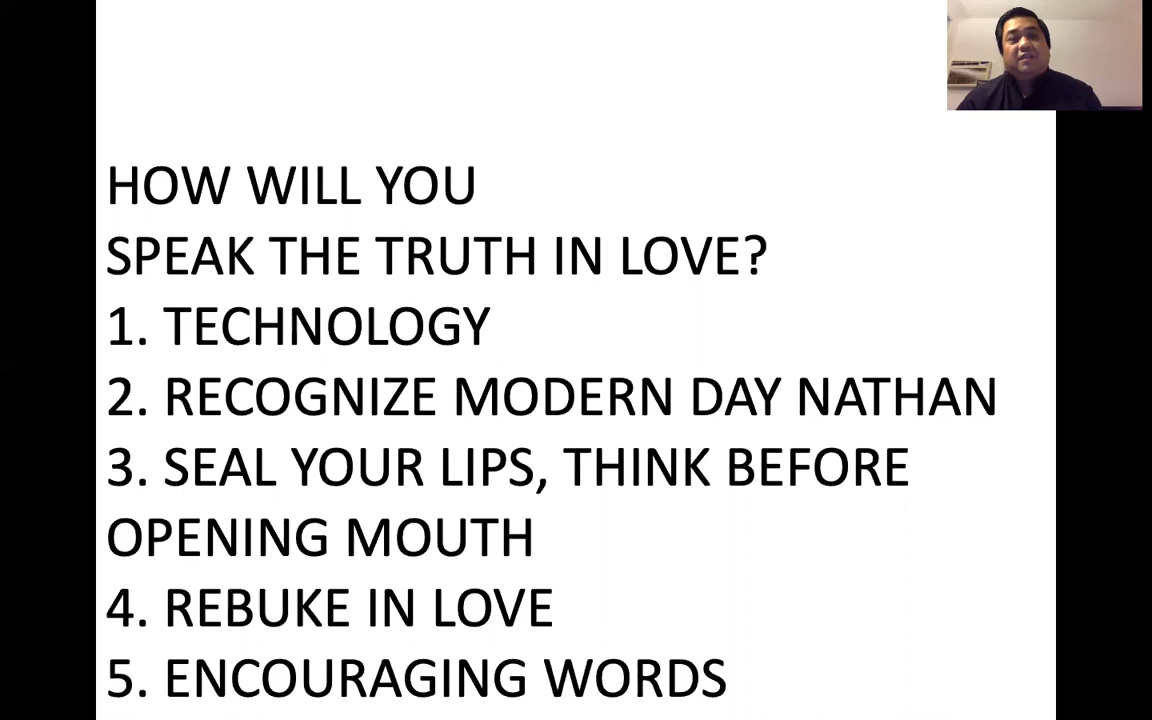 HOW WILL YOU
SPEAK THE TRUTH IN LOVE?
1. TECHNOLOGY
2. RECOGNIZE MODERN DAY NATHAN
3. SEAL YOUR LIPS, THINK BEFORE
OPENING MOUTH
4. REBUKE IN LOVE
5. ENCOURAGING WORDS